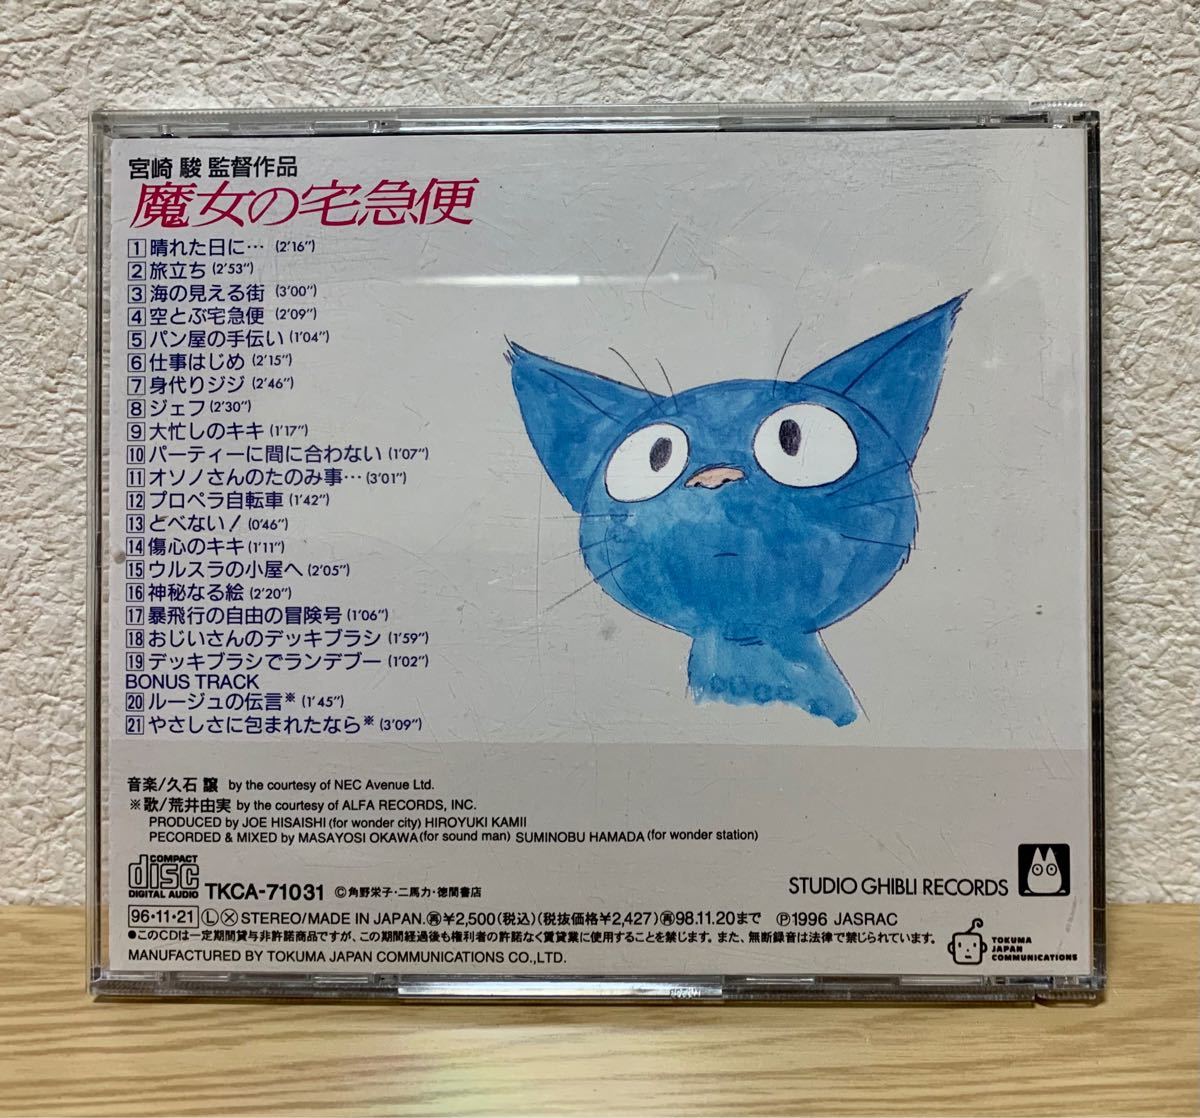 宮崎 駿 監督作品
魔女の宅急便
1 晴れた日に… (2'16")
2 旅立ち (2'53")
3 海の見える街 (3'00")
4 空とぶ宅急便 (2'09")
5 パン屋の手伝い (1'04")
6 仕事はじめ (2'15")
7 身代りジジ (2'46")
8 ジェフ (2'30")
9 大忙しのキキ (1'17")
10 パーティーに間に合わない (1'07")
11 オソノさんのたのみ事… (3'01")
12 プロペラ自転車 (1'42")
13 とべない! (0'46")
14 傷心のキキ (1'11")
15 ウルスラの小屋へ (2'05")
16 神秘なる絵 (2'20")
17 暴飛行の自由の冒険号 (1'06")
18 おじいさんのデッキブラシ (1'59")
19 デッキブラシでランデブー (1'02")
BONUS TRACK
20 ルージュの伝言※ (1'45")
21 やさしさに包まれたなら※ (3'09")
音楽/久石 譲 by the courtesy of NEC Avenue Ltd.
※歌/荒井由実 by the courtesy of ALFA RECORDS, INC.
PRODUCED by JOE HISAISHI (for wonder city) HIROYUKI KAMII
PECORDED & MIXED by MASAYOSI OKAWA (for sound man) SUMINOBU HAMADA (for wonder station)
COMPACT disc DIGITAL AUDIO TKCA-71031 ©角野栄子・二馬力・徳間書店
STUDIO GHIBLI RECORDS
96・11・21 Ⓛ Ⓧ STEREO/MADE IN JAPAN. 再¥2,500(税込)(税抜価格¥2,427) 再98.11.20まで Ⓟ1996 JASRAC
●このCDは一定期間貸与非許諾商品ですが、この期間経過後も権利者の許諾なく賃貸業に使用することを禁じます。また、無断録音は法律で禁じられています。
MANUFACTURED BY TOKUMA JAPAN COMMUNICATIONS CO.,LTD.
TOKUMA
JAPAN
COMMUNICATIONS